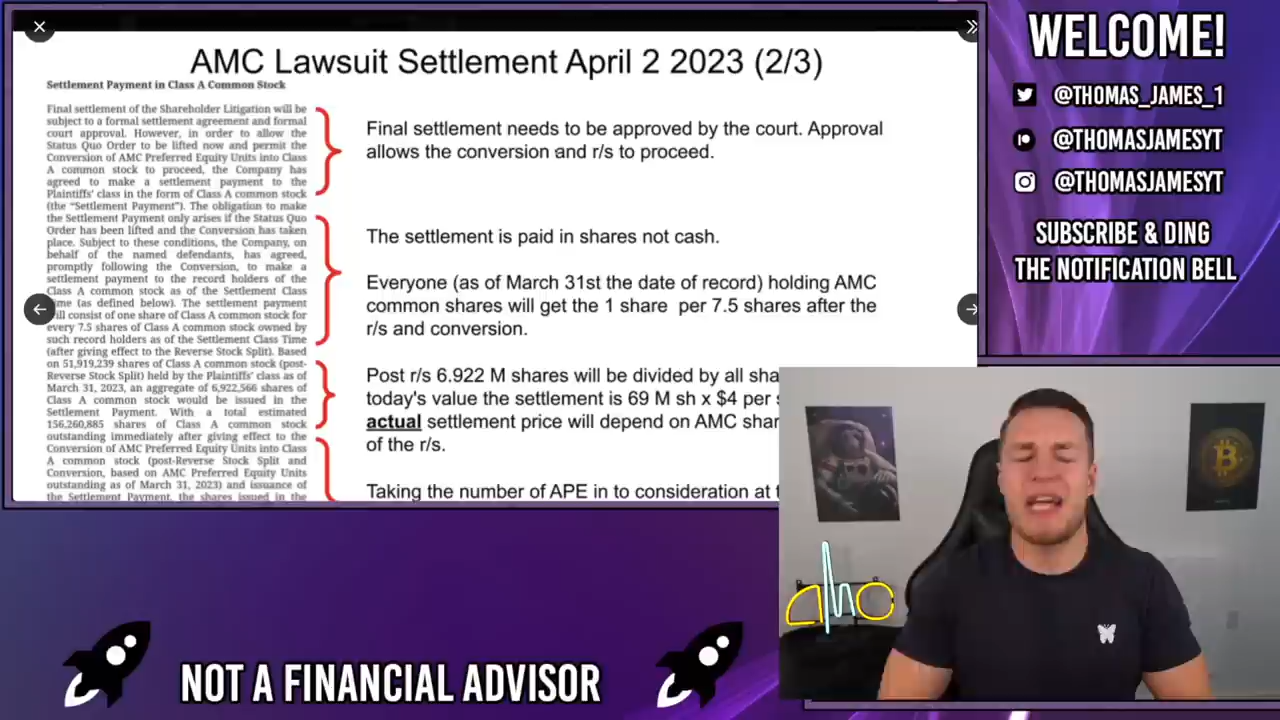 AMC Lawsuit Settlement April 2 2023 (2/3)
Settlement Payment in Class A Common Stock
Final settlement of the Shareholder Litigation will be
subject to a formal settlement agreement and formal
court approval. However, in order to allow the
Status Quo Order to be lifted now and permit the
Conversion of AMC Preferred Equity Units into Class
A common stock to proceed, the Company has
agreed to make a settlement payment to the
Plaintiffs' class in the form of Class A common stock
(the "Settlement Payment"). The obligation to make
the Settlement Payment only arises if the Status Quo
Order has been lifted and the Conversion has taken
place. Subject to these conditions, the Company, on
behalf of the named defendants, has agreed,
promptly following the Conversion, to make a
settlement payment to the record holders of the
Class A common stock as of the Settlement Class
(as defined below). The settlement payment
consist of one share of Class A common stock for
every 7.5 shares of Class A common stock owned by
such record holders as of the Settlement Class Time
(after giving effect to the Reverse Stock Split). Based
on 51,919,239 shares of Class A common stock (post-
Reverse Stock Split) held by the Plaintiffs' class as of
March 31, 2023, an aggregate of 6,922,566 shares of
Class A common stock would be issued in the
Settlement Payment. With a total estimated
156,260,885 shares of Class A common stock
outstanding immediately after giving effect to the
Conversion of AMC Preferred Equity Units into Class
A common stock (post-Reverse Stock Split and
Conversion, based on AMC Preferred Equity Units
outstanding as of March 31, 2023) and issuance of
the Settlement Payment, the shares issued in the
Final settlement needs to be approved by the court. Approval
allows the conversion and r/s to proceed.
The settlement is paid in shares not cash.
Everyone (as of March 31st the date of record) holding AMC
common shares will get the 1 share per 7.5 shares after the
r/s and conversion.
Post r/s 6.922 M shares will be divided by all sha
today's value the settlement is 69 M sh x $4 per s
actual settlement price will depend on AMC shar
of the r/s.
Taking the number of APE in to consideration at t
WELCOME!
@THOMAS_JAMES_1
@THOMASJAMESYT
@THOMASJAMESYT
SUBSCRIBE & DING
THE NOTIFICATION BELL
NOT A FINANCIAL ADVISOR